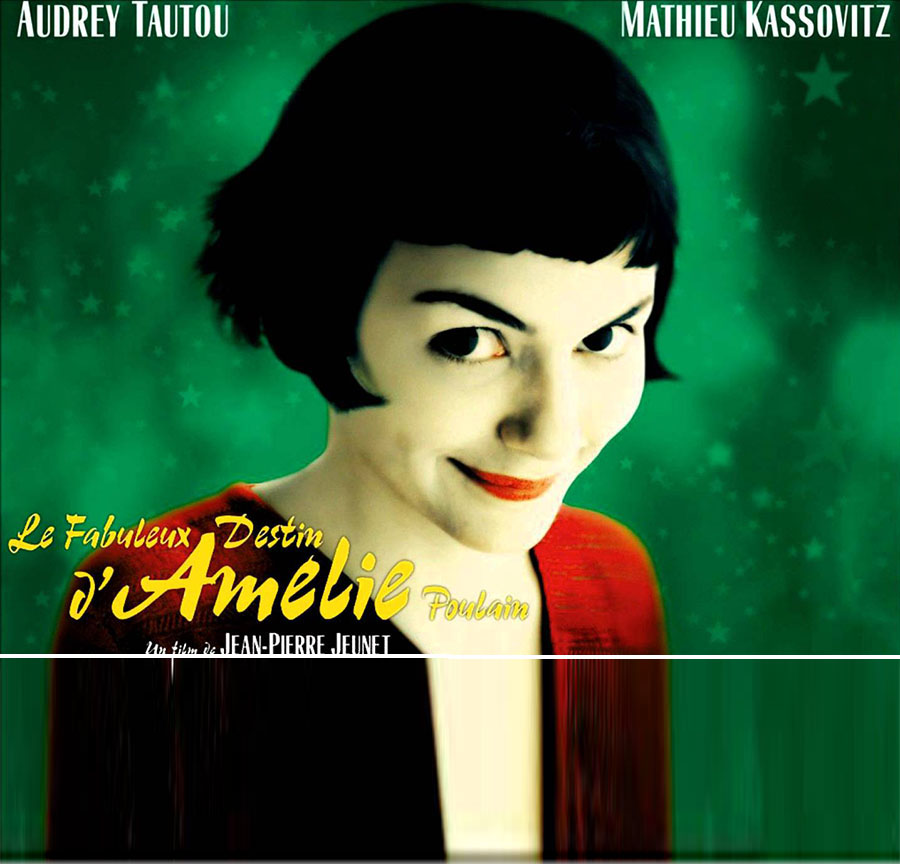 AUDREY TAUTOU
MATHIEU KASSOVITZ
Le Fabuleux Destin
d'Amélie Poulain
Un film de JEAN-PIERRE JEUNET